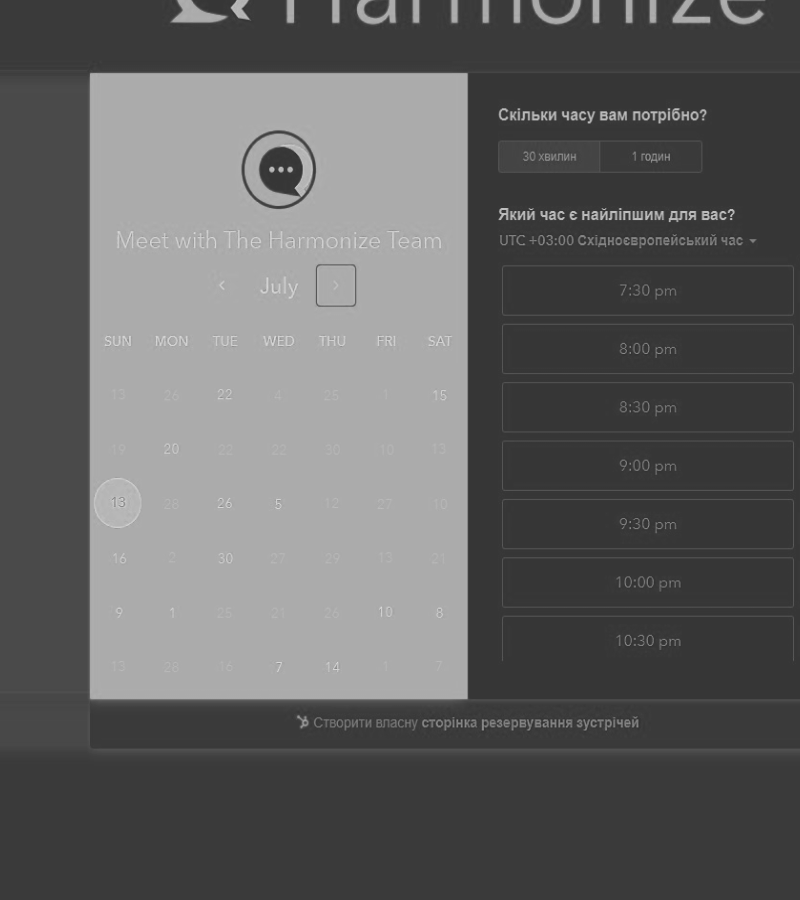 Harmonize
Meet with The Harmonize Team
July
SUN MON TUE WED THU FRI SAT
13 26 22 4 25 1 15
19 20 22 22 30 10 13
13 28 26 5 12 27 10
16 2 30 27 29 13 21
9 1 25 21 26 10 8
13 28 16 7 14 1 7
Скільки часу вам потрібно?
30 хвилин 1 годин
Який час є найліпшим для вас?
UTC +03:00 Східноєвропейський час
7:30 pm
8:00 pm
8:30 pm
9:00 pm
9:30 pm
10:00 pm
10:30 pm
Створити власну сторінка резервування зустрічей